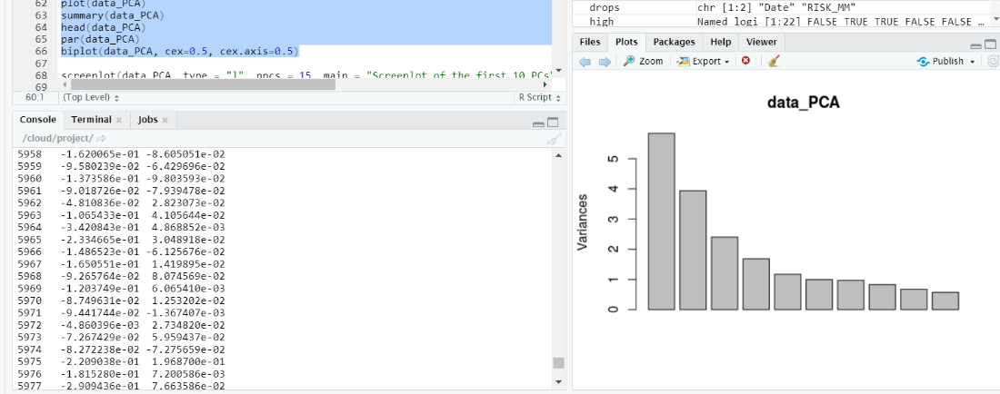 62 plot(data_PCA)
63 summary(data_PCA)
64 head(data_PCA)
65 par(data_PCA)
66 biplot(data_PCA, cex=0.5, cex.axis=0.5)
67
68 screeplot(data_PCA, type = "l", npcs = 15, main = "Screeplot of the first 10 PCs"
69
60:1 (Top Level) R Script
Console Terminal Jobs
/cloud/project/
5958 -1.620065e-01 -8.605051e-02
5959 -9.580239e-02 -6.429696e-02
5960 -1.373586e-01 -9.803593e-02
5961 -9.018726e-02 -7.939478e-02
5962 -4.810836e-02 2.823073e-02
5963 -1.065433e-01 4.105644e-02
5964 -3.420843e-01 4.868852e-03
5965 -2.334665e-01 3.048918e-02
5966 -1.486523e-01 -6.125676e-02
5967 -1.650551e-01 1.419895e-02
5968 -9.265764e-02 8.074569e-02
5969 -1.203749e-01 6.065410e-03
5970 -8.749631e-02 1.253202e-02
5971 -9.441744e-02 -1.367407e-03
5972 -4.860396e-03 2.734820e-02
5973 -7.267429e-02 5.959437e-02
5974 -8.272238e-02 -7.275659e-02
5975 -2.209038e-01 1.968700e-01
5976 -1.815280e-01 7.200586e-03
5977 -2.909436e-01 7.663586e-02
drops chr [1:2] "Date" "RISK_MM"
high Named logi [1:22] FALSE TRUE TRUE FALSE FALSE …
Files Plots Packages Help Viewer
Zoom Export Publish
data_PCA
Variances
5
4
3
2
1
0